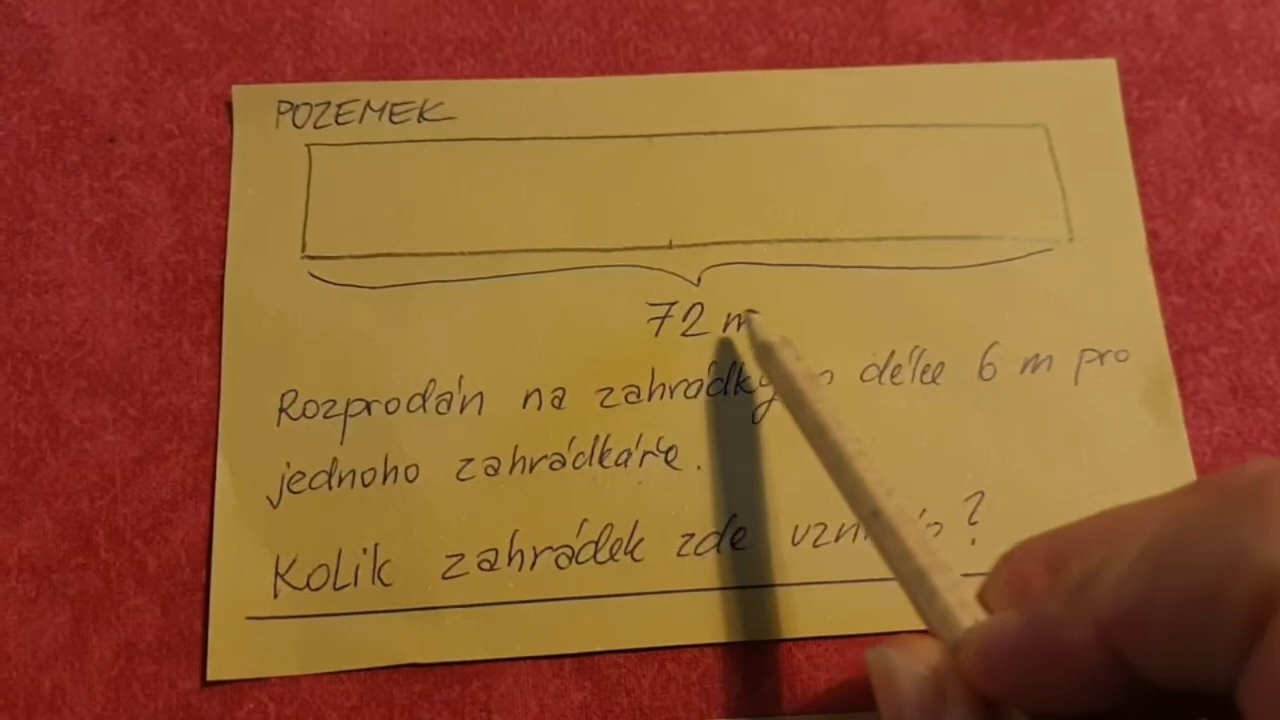 POZEMEK
72 m
Rozprodán na zahrádky délce 6 m pro
jednoho zahrádkáře.
Kolik zahrádek zde ?